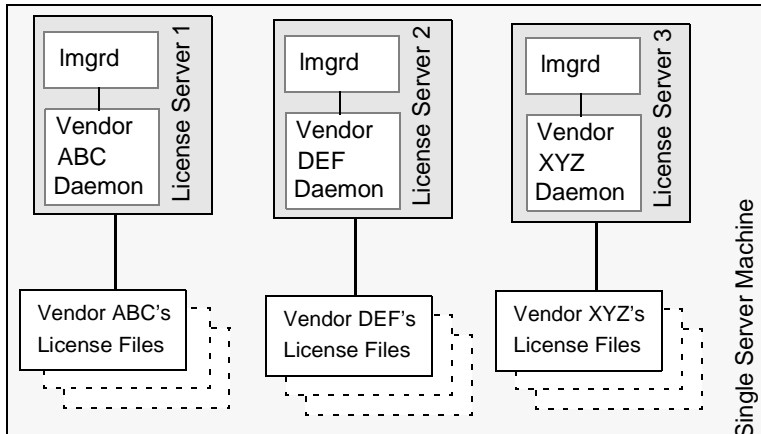 lmgrd
Vendor
ABC
Daemon
License Server 1
lmgrd
Vendor
DEF
Daemon
License Server 2
lmgrd
Vendor
XYZ
Daemon
License Server 3
Vendor ABC's
License Files
Vendor DEF's
License Files
Vendor XYZ's
License Files
Single Server Machine